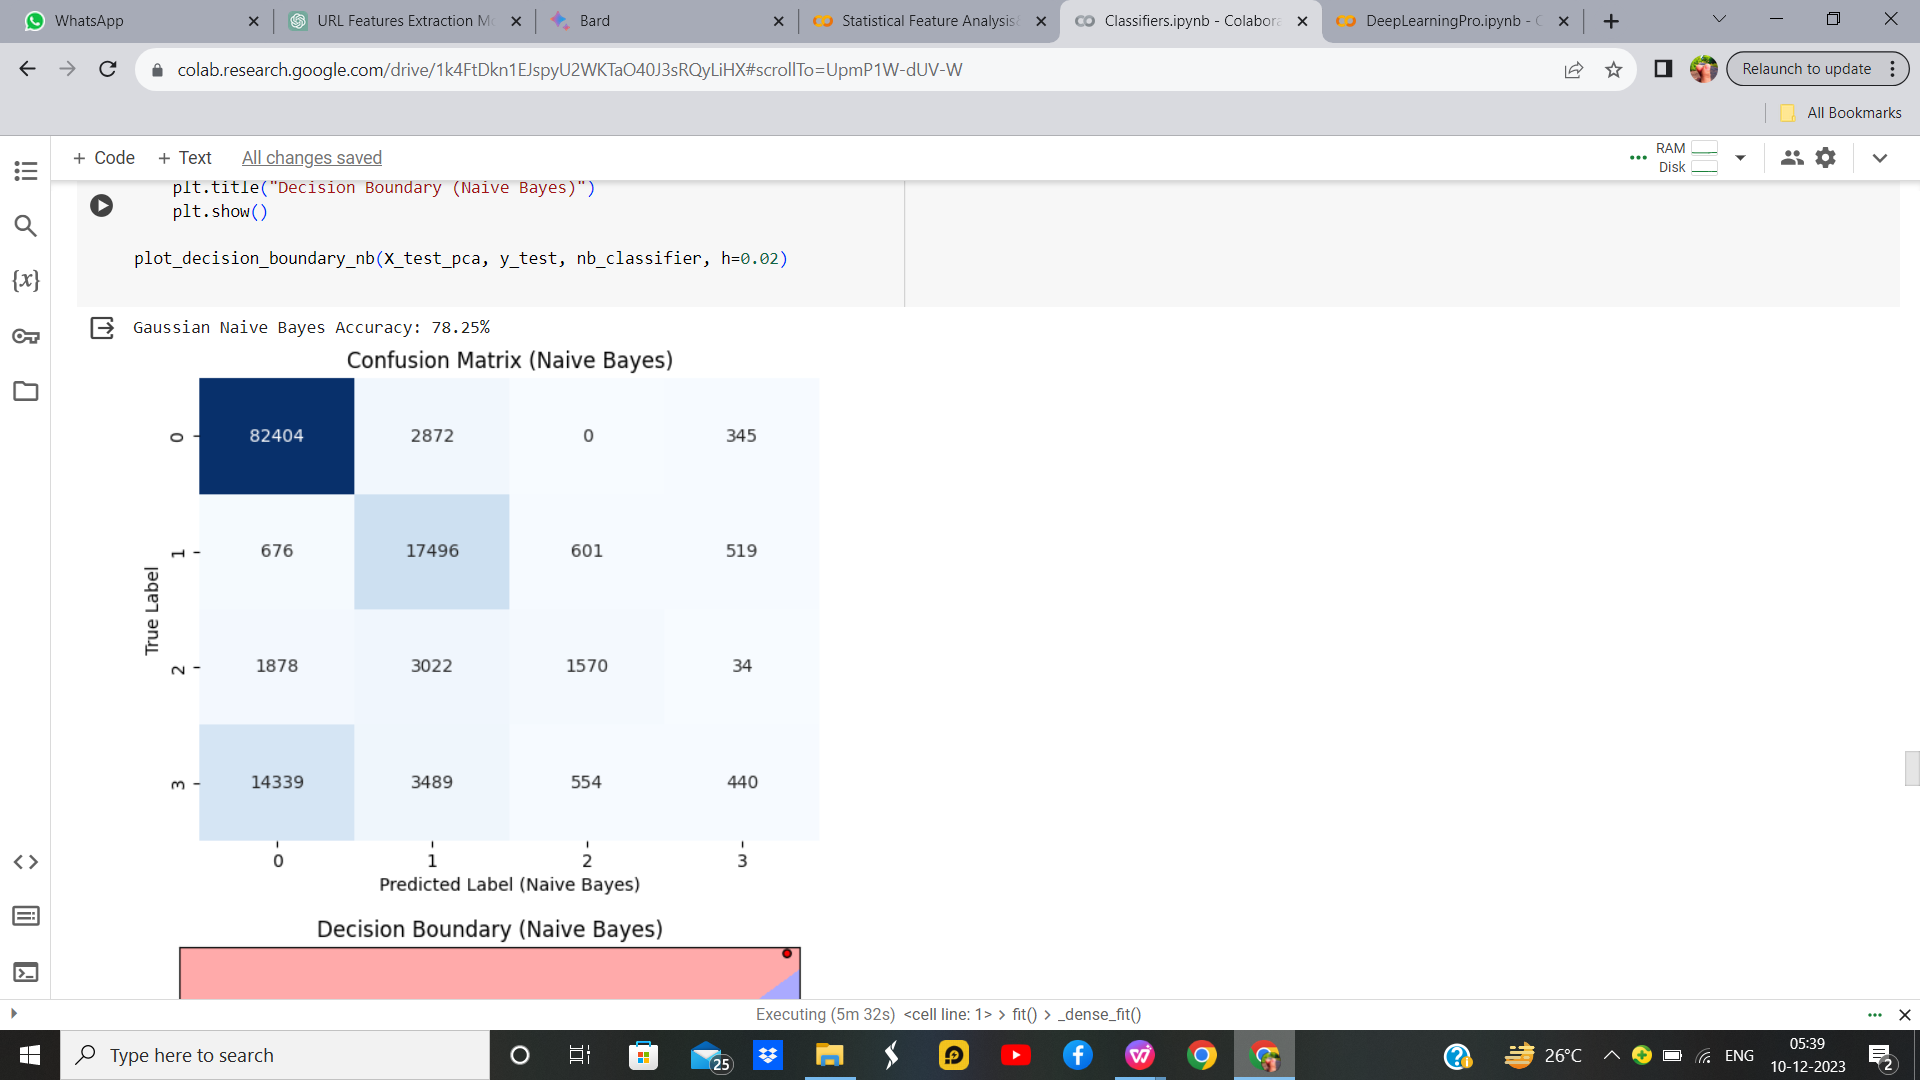 WhatsApp
URL Features Extraction Mo
Bard
Statistical Feature Analysis
Classifiers.ipynb - Colabora
DeepLearningPro.ipynb - C
colab.research.google.com/drive/1k4FtDkn1EJspyU2WKTaO40J3sRQyLiHX#scrollTo=UpmP1W-dUV-W
Relaunch to update
All Bookmarks
+ Code + Text All changes saved
RAM
Disk
plt.title("Decision Boundary (Naive Bayes)")
plt.show()
plot_decision_boundary_nb(X_test_pca, y_test, nb_classifier, h=0.02)
{x}
Gaussian Naive Bayes Accuracy: 78.25%
Confusion Matrix (Naive Bayes)
0 82404 2872 0 345
1 676 17496 601 519
True Label
2 1878 3022 1570 34
3 14339 3489 554 440
0 1 2 3
Predicted Label (Naive Bayes)
Decision Boundary (Naive Bayes)
Executing (5m 32s) <cell line: 1> > fit() > _dense_fit()
Type here to search
25
26°C
ENG
05:39
10-12-2023
2